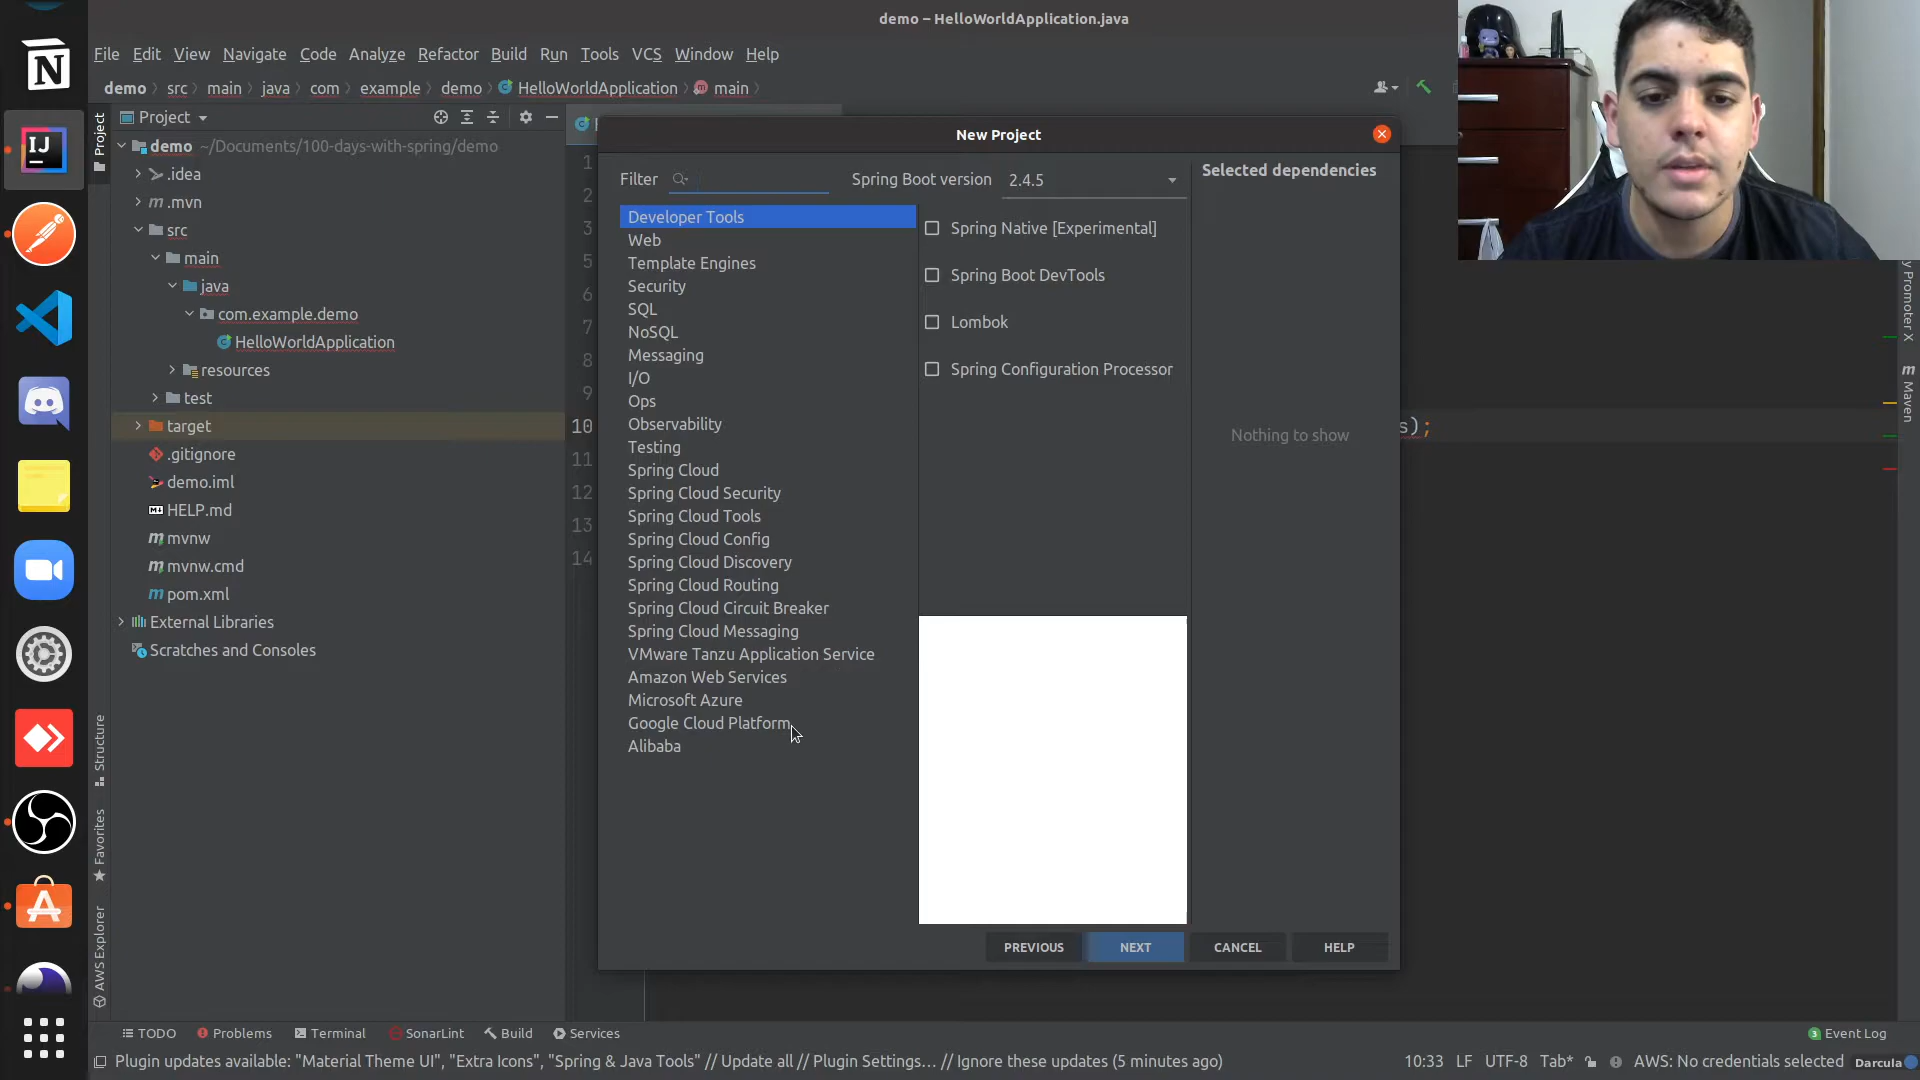 demo – HelloWorldApplication.java
File Edit View Navigate Code Analyze Refactor Build Run Tools VCS Window Help
demo src main java com example demo HelloWorldApplication main
Project
Project
demo ~/Documents/100-days-with-spring/demo
.idea
.mvn
src
main
java
com.example.demo
HelloWorldApplication
resources
test
target
.gitignore
demo.iml
HELP.md
mvnw
mvnw.cmd
pom.xml
External Libraries
Scratches and Consoles
Structure
Favorites
AWS Explorer
1
2
3
5
6
7
8
9
10
11
12
13
14
s);
New Project
Filter
Spring Boot version 2.4.5
Selected dependencies
Developer Tools
Web
Template Engines
Security
SQL
NoSQL
Messaging
I/O
Ops
Observability
Testing
Spring Cloud
Spring Cloud Security
Spring Cloud Tools
Spring Cloud Config
Spring Cloud Discovery
Spring Cloud Routing
Spring Cloud Circuit Breaker
Spring Cloud Messaging
VMware Tanzu Application Service
Amazon Web Services
Microsoft Azure
Google Cloud Platform
Alibaba
Spring Native [Experimental]
Spring Boot DevTools
Lombok
Spring Configuration Processor
Nothing to show
PREVIOUS NEXT CANCEL HELP
y Promoter X
Maven
TODO Problems Terminal SonarLint Build Services
3 Event Log
Plugin updates available: "Material Theme UI", "Extra Icons", "Spring & Java Tools" // Update all // Plugin Settings... // Ignore these updates (5 minutes ago)
10:33 LF UTF-8 Tab* AWS: No credentials selected Darcula